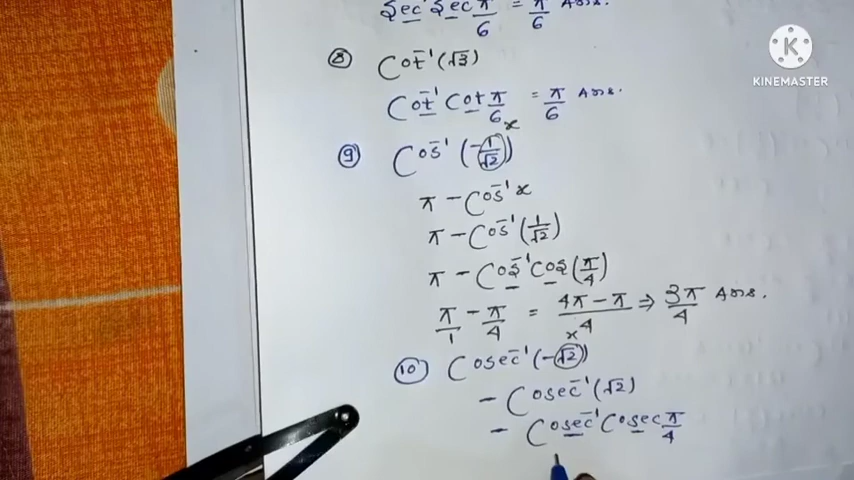 Sec⁻¹ Sec π/6 = π/6 Ans.
⑧ Cot⁻¹(√3)
Cot⁻¹ Cot π/6 = π/6 Ans.
⑨ Cos⁻¹(-1/√2) x
π - Cos⁻¹x
π - Cos⁻¹(1/√2)
π - Cos⁻¹ Cos(π/4)
π/1 - π/4 = 4π-π/4 ⇒ 3π/4 Ans.
x
⑩ Cosec⁻¹(-√2)
- Cosec⁻¹(√2)
- Cosec⁻¹ Cosec π/4
KINEMASTER